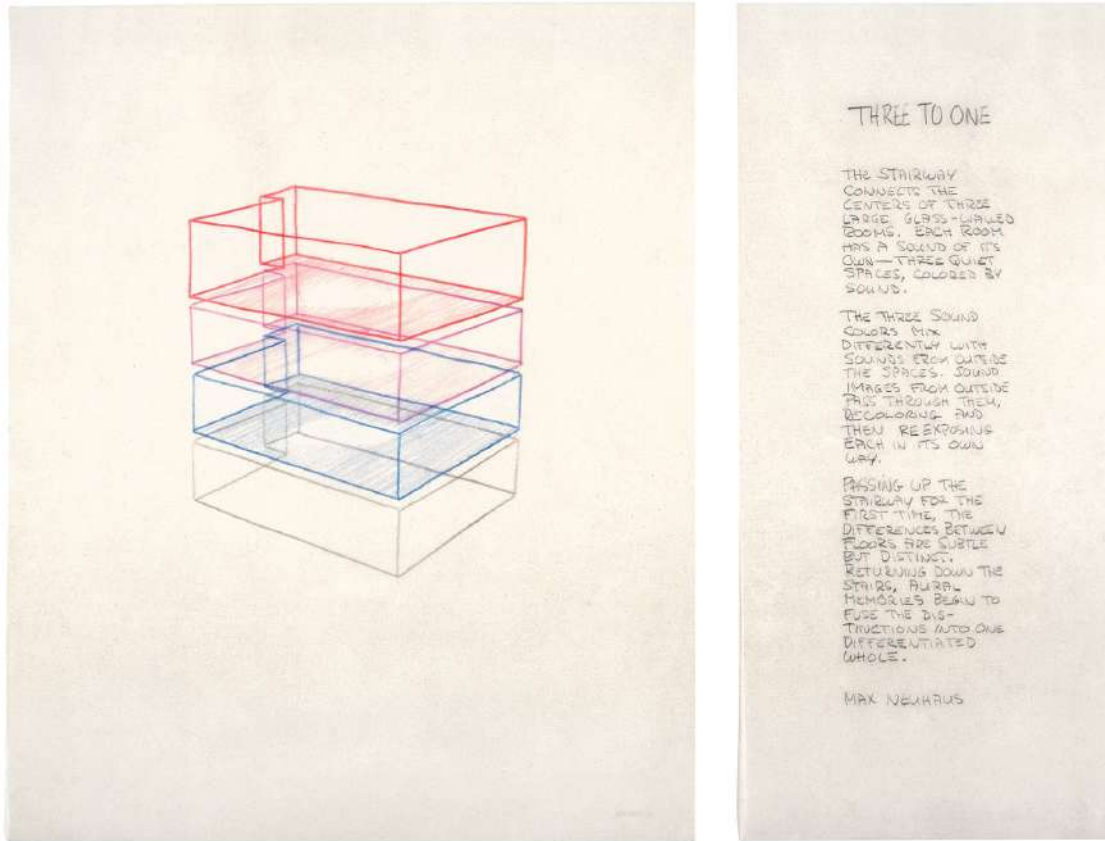 THREE TO ONE
THE STAIRWAY
CONNECTS THE
CENTERS OF THREE
LARGE, GLASS-WALLED
ROOMS. EACH ROOM
HAS A SOUND OF ITS
OWN—THREE QUIET
SPACES, COLORED BY
SOUND.
THE THREE SOUND
COLORS MIX
DIFFERENTLY WITH
SOUNDS FROM OUTSIDE
THE SPACES. SOUND
IMAGES FROM OUTSIDE
PASS THROUGH THEM,
RECOLORING AND
THEN REEXPOSING
EACH IN ITS OWN
WAY.
PASSING UP THE
STAIRWAY FOR THE
FIRST TIME, THE
DIFFERENCES BETWEEN
FLOORS ARE SUBTLE
BUT DISTINCT.
RETURNING DOWN THE
STAIRS, AURAL
MEMORIES BEGIN TO
FUSE THE DIS-
TINCTIONS INTO ONE
DIFFERENTIATED
WHOLE.
MAX NEUHAUS